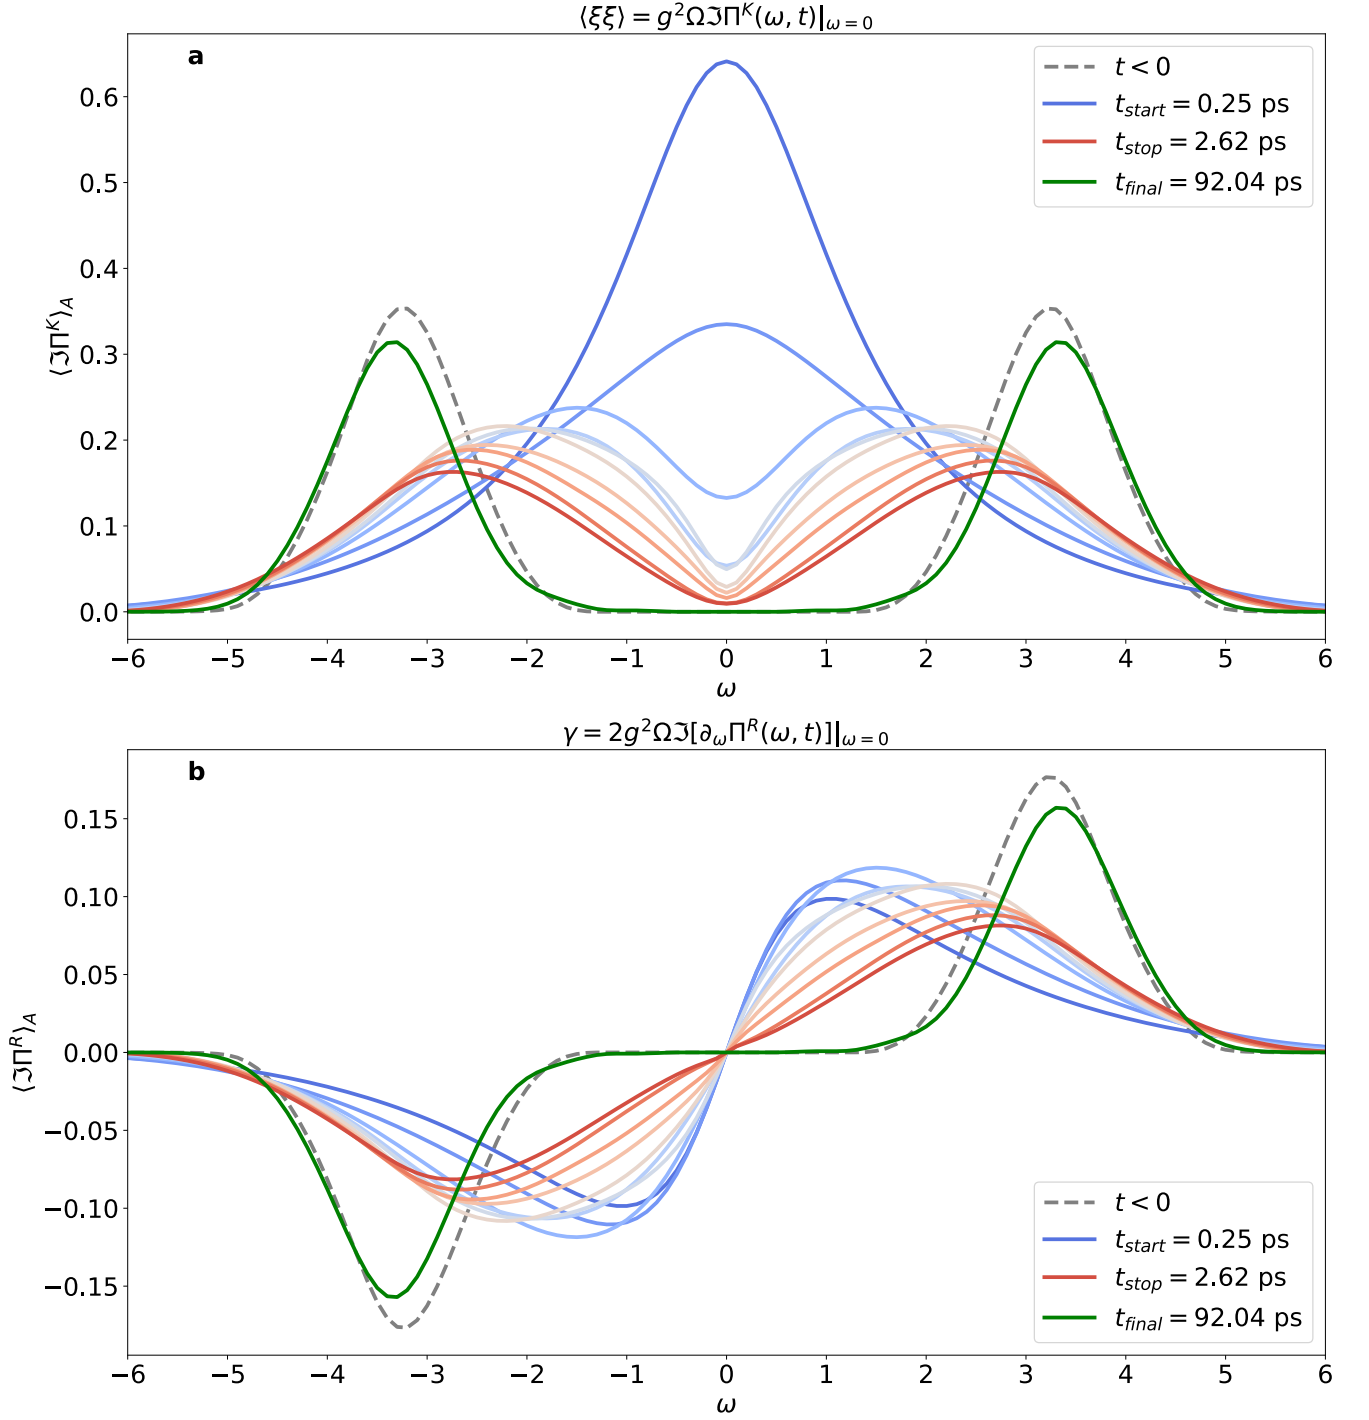 ⟨ξξ⟩ = g²ΩℑΠ^K(ω, t)|_{ω=0}
a
t < 0
t_{start} = 0.25 ps
t_{stop} = 2.62 ps
t_{final} = 92.04 ps
⟨ℑΠ^K⟩_A
0.6
0.5
0.4
0.3
0.2
0.1
0.0
−6 −5 −4 −3 −2 −1 0 1 2 3 4 5 6
ω
γ = 2g²Ωℑ[∂_ωΠ^R(ω, t)]|_{ω=0}
b
⟨ℑΠ^R⟩_A
0.15
0.10
0.05
0.00
−0.05
−0.10
−0.15
t < 0
t_{start} = 0.25 ps
t_{stop} = 2.62 ps
t_{final} = 92.04 ps
−6 −5 −4 −3 −2 −1 0 1 2 3 4 5 6
ω